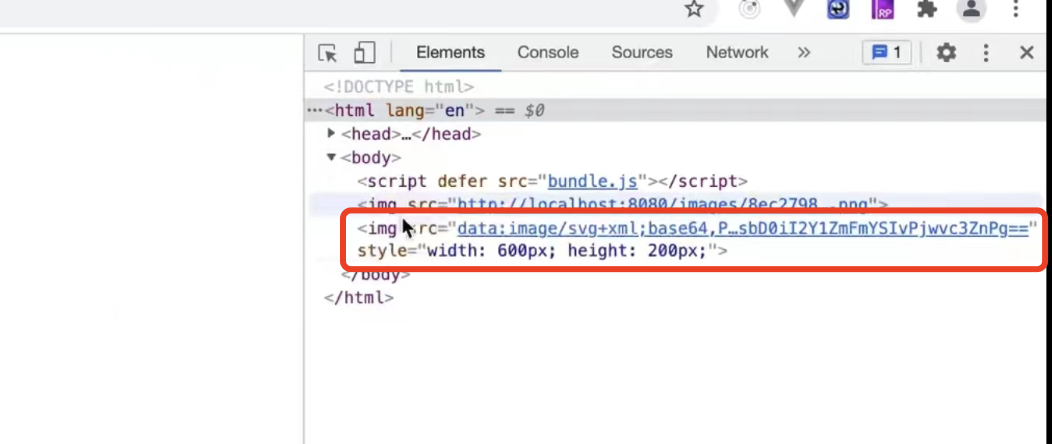 RP
Elements Console Sources Network » 1
<!DOCTYPE html>
···<html lang="en"> == $0
<head>…</head>
<body>
<script defer src="bundle.js"></script>
<img src="http://localhost:8080/images/8ec2798….png">
<img src="data:image/svg+xml;base64,P…sbD0iI2Y1ZmFmYSIvPjwvc3ZnPg=="
style="width: 600px; height: 200px;">
</body>
</html>